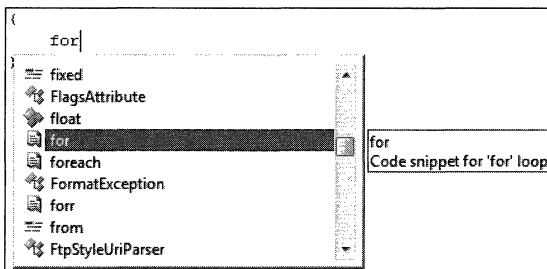 {
for
}
fixed
FlagsAttribute
float
for
foreach
FormatException
forr
from
FtpStyleUriParser
for
Code snippet for 'for' loop